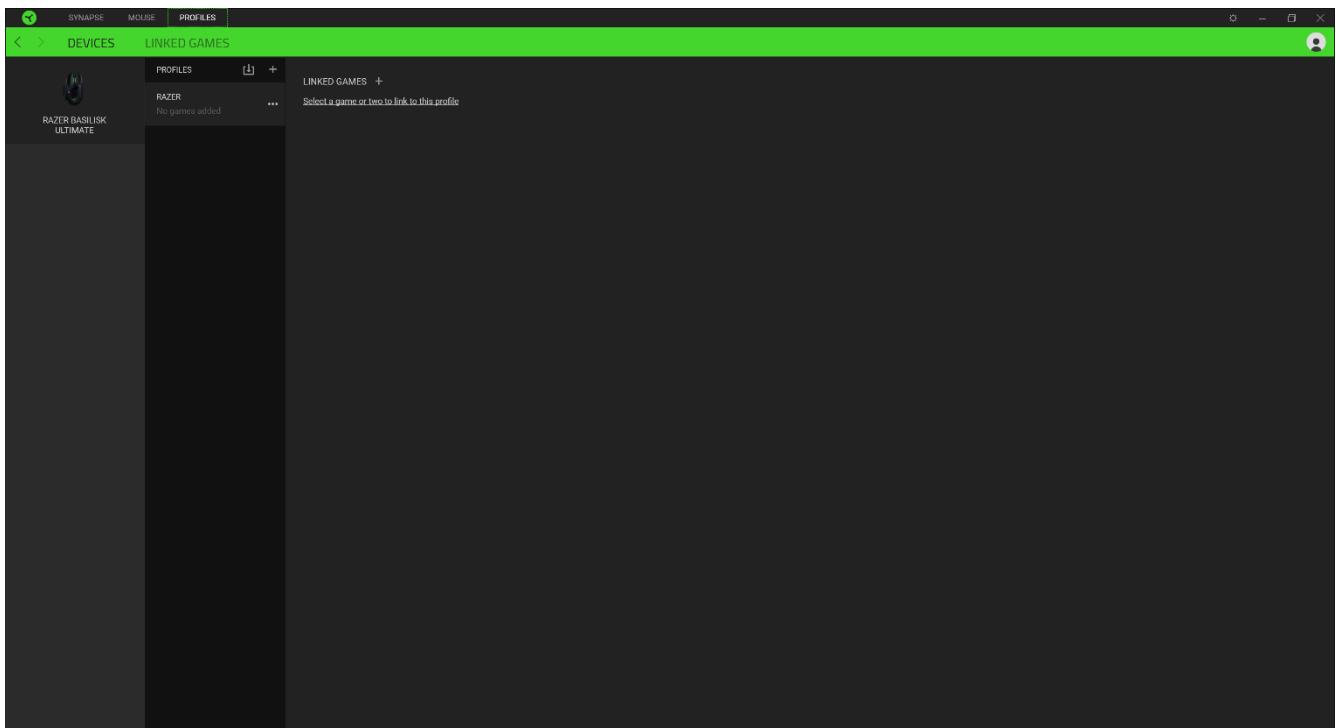 SYNAPSE MOUSE PROFILES
DEVICES LINKED GAMES
RAZER BASILISK
ULTIMATE
PROFILES
RAZER
No games added
LINKED GAMES
Select a game or two to link to this profile